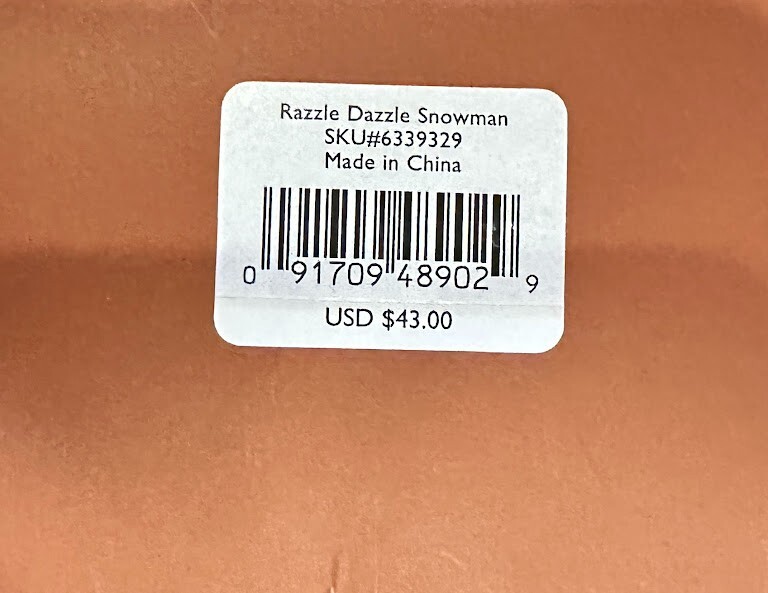 Razzle Dazzle Snowman
SKU#6339329
Made in China
0 91709 48902 9
USD $43.00